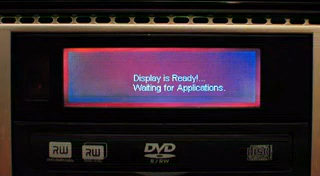 Display is Ready!...
Waiting for Applications.
RW
RW
DVD
R / RW